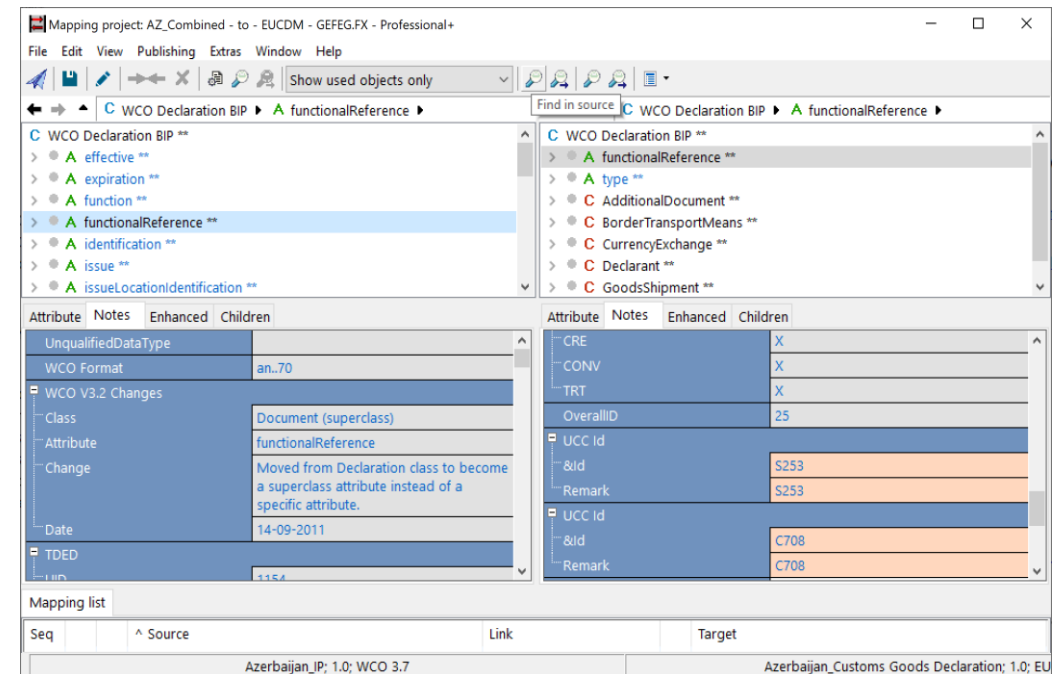 Mapping project: AZ_Combined - to - EUCDM - GEFEG.FX - Professional+
File Edit View Publishing Extras Window Help
Show used objects only
Find in source
C WCO Declaration BIP A functionalReference
C WCO Declaration BIP A functionalReference
C WCO Declaration BIP **
A effective **
A expiration **
A function **
A functionalReference **
A identification **
A issue **
A issueLocationIdentification **
C WCO Declaration BIP **
A functionalReference **
A type **
C AdditionalDocument **
C BorderTransportMeans **
C CurrencyExchange **
C Declarant **
C GoodsShipment **
Attribute Notes Enhanced Children
UnqualifiedDataType
WCO Format an..70
WCO V3.2 Changes
Class Document (superclass)
Attribute functionalReference
Change Moved from Declaration class to become
a superclass attribute instead of a
specific attribute.
Date 14-09-2011
TDED
UID 1154
Attribute Notes Enhanced Children
CRE X
CONV X
TRT X
OverallID 25
UCC Id
&Id S253
Remark S253
UCC Id
&Id C708
Remark C708
Mapping list
Seq ^ Source Link Target
Azerbaijan_IP; 1.0; WCO 3.7 Azerbaijan_Customs Goods Declaration; 1.0; EU